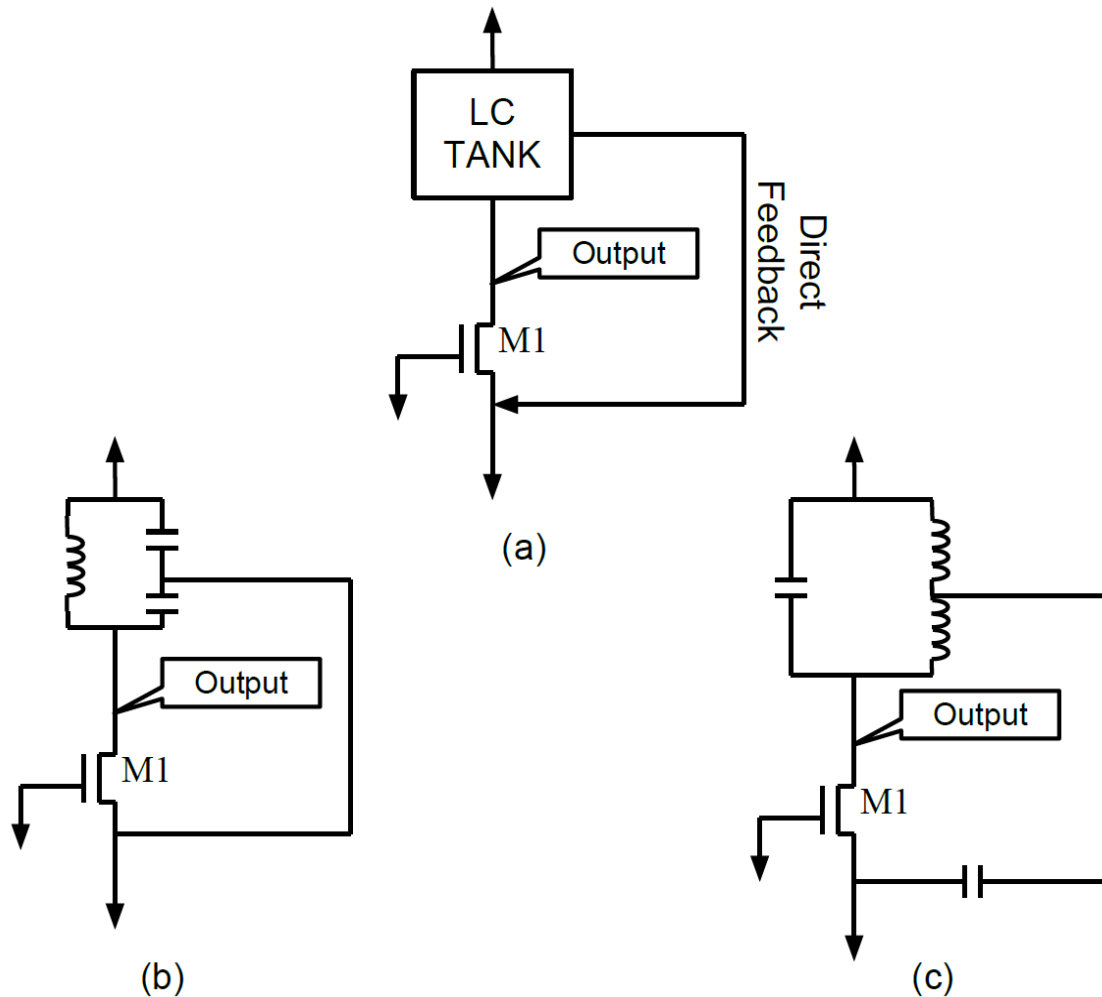 LC
TANK
Output
Direct
Feedback
M1
(a)
Output
M1
(b)
Output
M1
(c)